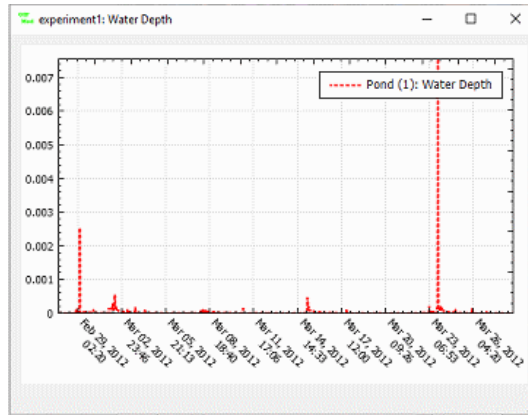 experiment1: Water Depth
Pond (1): Water Depth
0.007
0.006
0.005
0.004
0.003
0.002
0.001
0
Feb 29, 2012
02:20
Mar 02, 2012
23:46
Mar 05, 2012
21:13
Mar 08, 2012
18:40
Mar 11, 2012
17:06
Mar 14, 2012
14:33
Mar 17, 2012
12:00
Mar 20, 2012
09:26
Mar 23, 2012
06:53
Mar 26, 2012
04:20